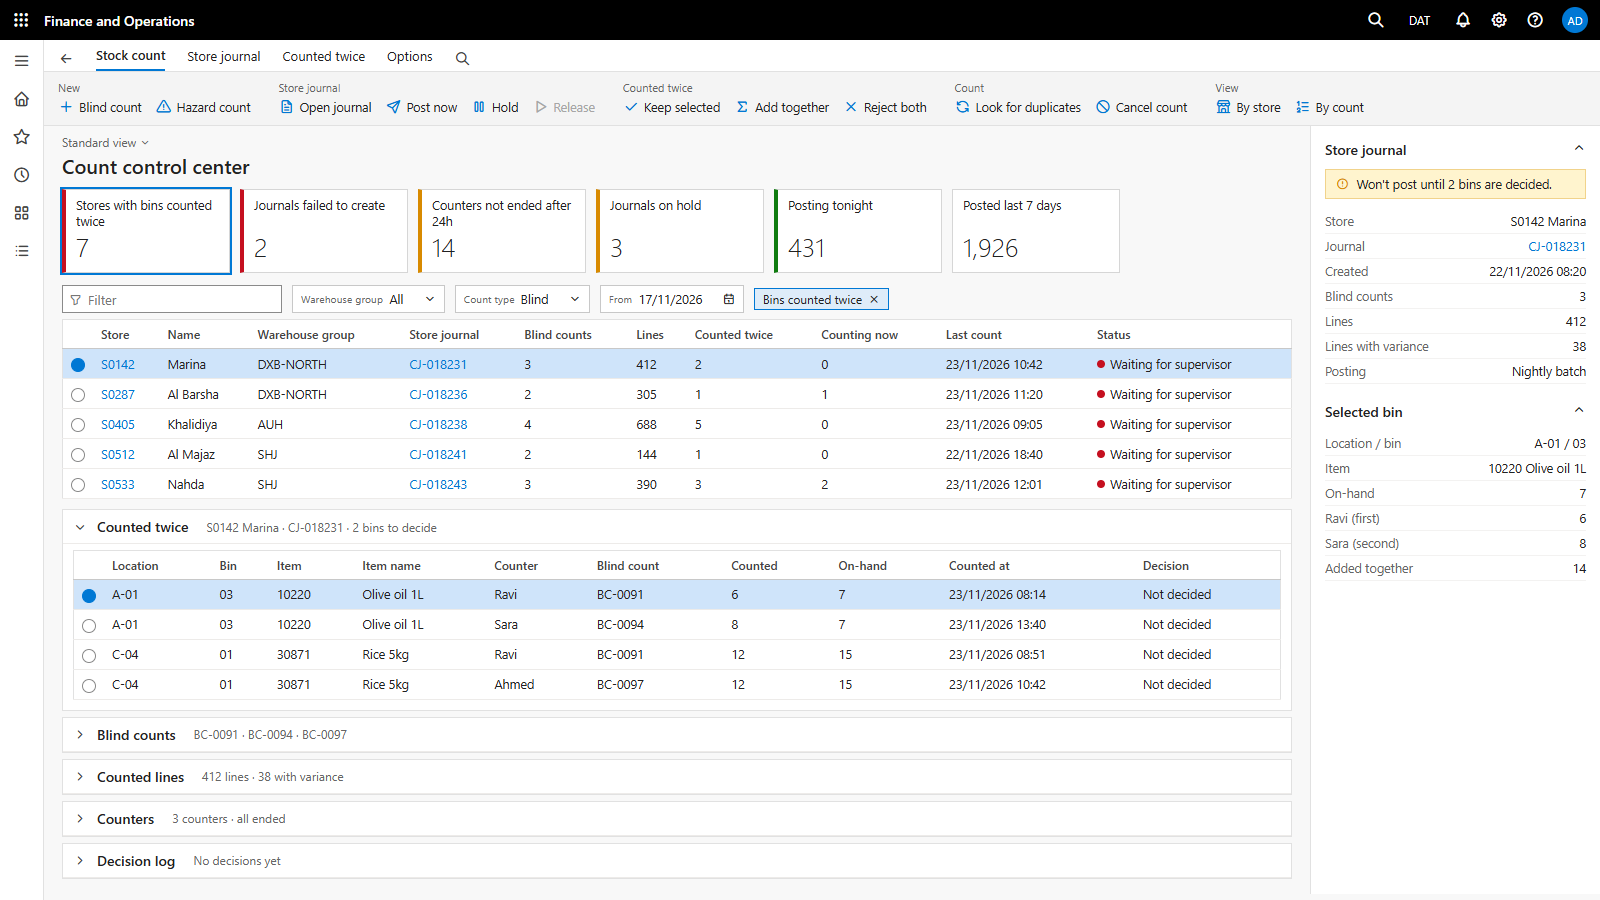 Finance and Operations
DAT
AD
Stock count
Store journal
Counted twice
Options
New
Blind count
Hazard count
Store journal
Open journal
Post now
Hold
Release
Counted twice
Keep selected
Add together
Reject both
Count
Look for duplicates
Cancel count
View
By store
By count
Standard view
Count control center
Stores with bins counted
twice
7
Journals failed to create
2
Counters not ended after
24h
14
Journals on hold
3
Posting tonight
431
Posted last 7 days
1,926
Filter
Warehouse group All
Count type Blind
From 17/11/2026
Bins counted twice
Store Name Warehouse group Store journal Blind counts Lines Counted twice Counting now Last count Status
S0142 Marina DXB-NORTH CJ-018231 3 412 2 0 23/11/2026 10:42 Waiting for supervisor
S0287 Al Barsha DXB-NORTH CJ-018236 2 305 1 1 23/11/2026 11:20 Waiting for supervisor
S0405 Khalidiya AUH CJ-018238 4 688 5 0 23/11/2026 09:05 Waiting for supervisor
S0512 Al Majaz SHJ CJ-018241 2 144 1 0 22/11/2026 18:40 Waiting for supervisor
S0533 Nahda SHJ CJ-018243 3 390 3 2 23/11/2026 12:01 Waiting for supervisor
Counted twice S0142 Marina · CJ-018231 · 2 bins to decide
Location Bin Item Item name Counter Blind count Counted On-hand Counted at Decision
A-01 03 10220 Olive oil 1L Ravi BC-0091 6 7 23/11/2026 08:14 Not decided
A-01 03 10220 Olive oil 1L Sara BC-0094 8 7 23/11/2026 13:40 Not decided
C-04 01 30871 Rice 5kg Ravi BC-0091 12 15 23/11/2026 08:51 Not decided
C-04 01 30871 Rice 5kg Ahmed BC-0097 12 15 23/11/2026 10:42 Not decided
Blind counts BC-0091 · BC-0094 · BC-0097
Counted lines 412 lines · 38 with variance
Counters 3 counters · all ended
Decision log No decisions yet
Store journal
Won't post until 2 bins are decided.
Store S0142 Marina
Journal CJ-018231
Created 22/11/2026 08:20
Blind counts 3
Lines 412
Lines with variance 38
Posting Nightly batch
Selected bin
Location / bin A-01 / 03
Item 10220 Olive oil 1L
On-hand 7
Ravi (first) 6
Sara (second) 8
Added together 14